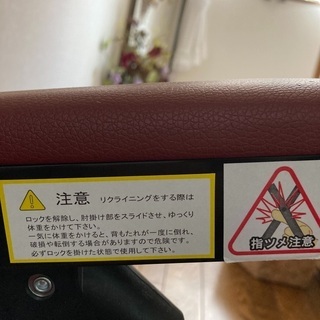 注意 リクライニングをする際は
ロックを解除し、肘掛け部をスライドさせ、ゆっくり
体重をかけて下さい。
一気に体重をかけると、背もたれが一度に倒れ、
破損や転倒する場合がありますので危険です。
必ずロックを掛けた状態で使用して下さい。
指ツメ注意